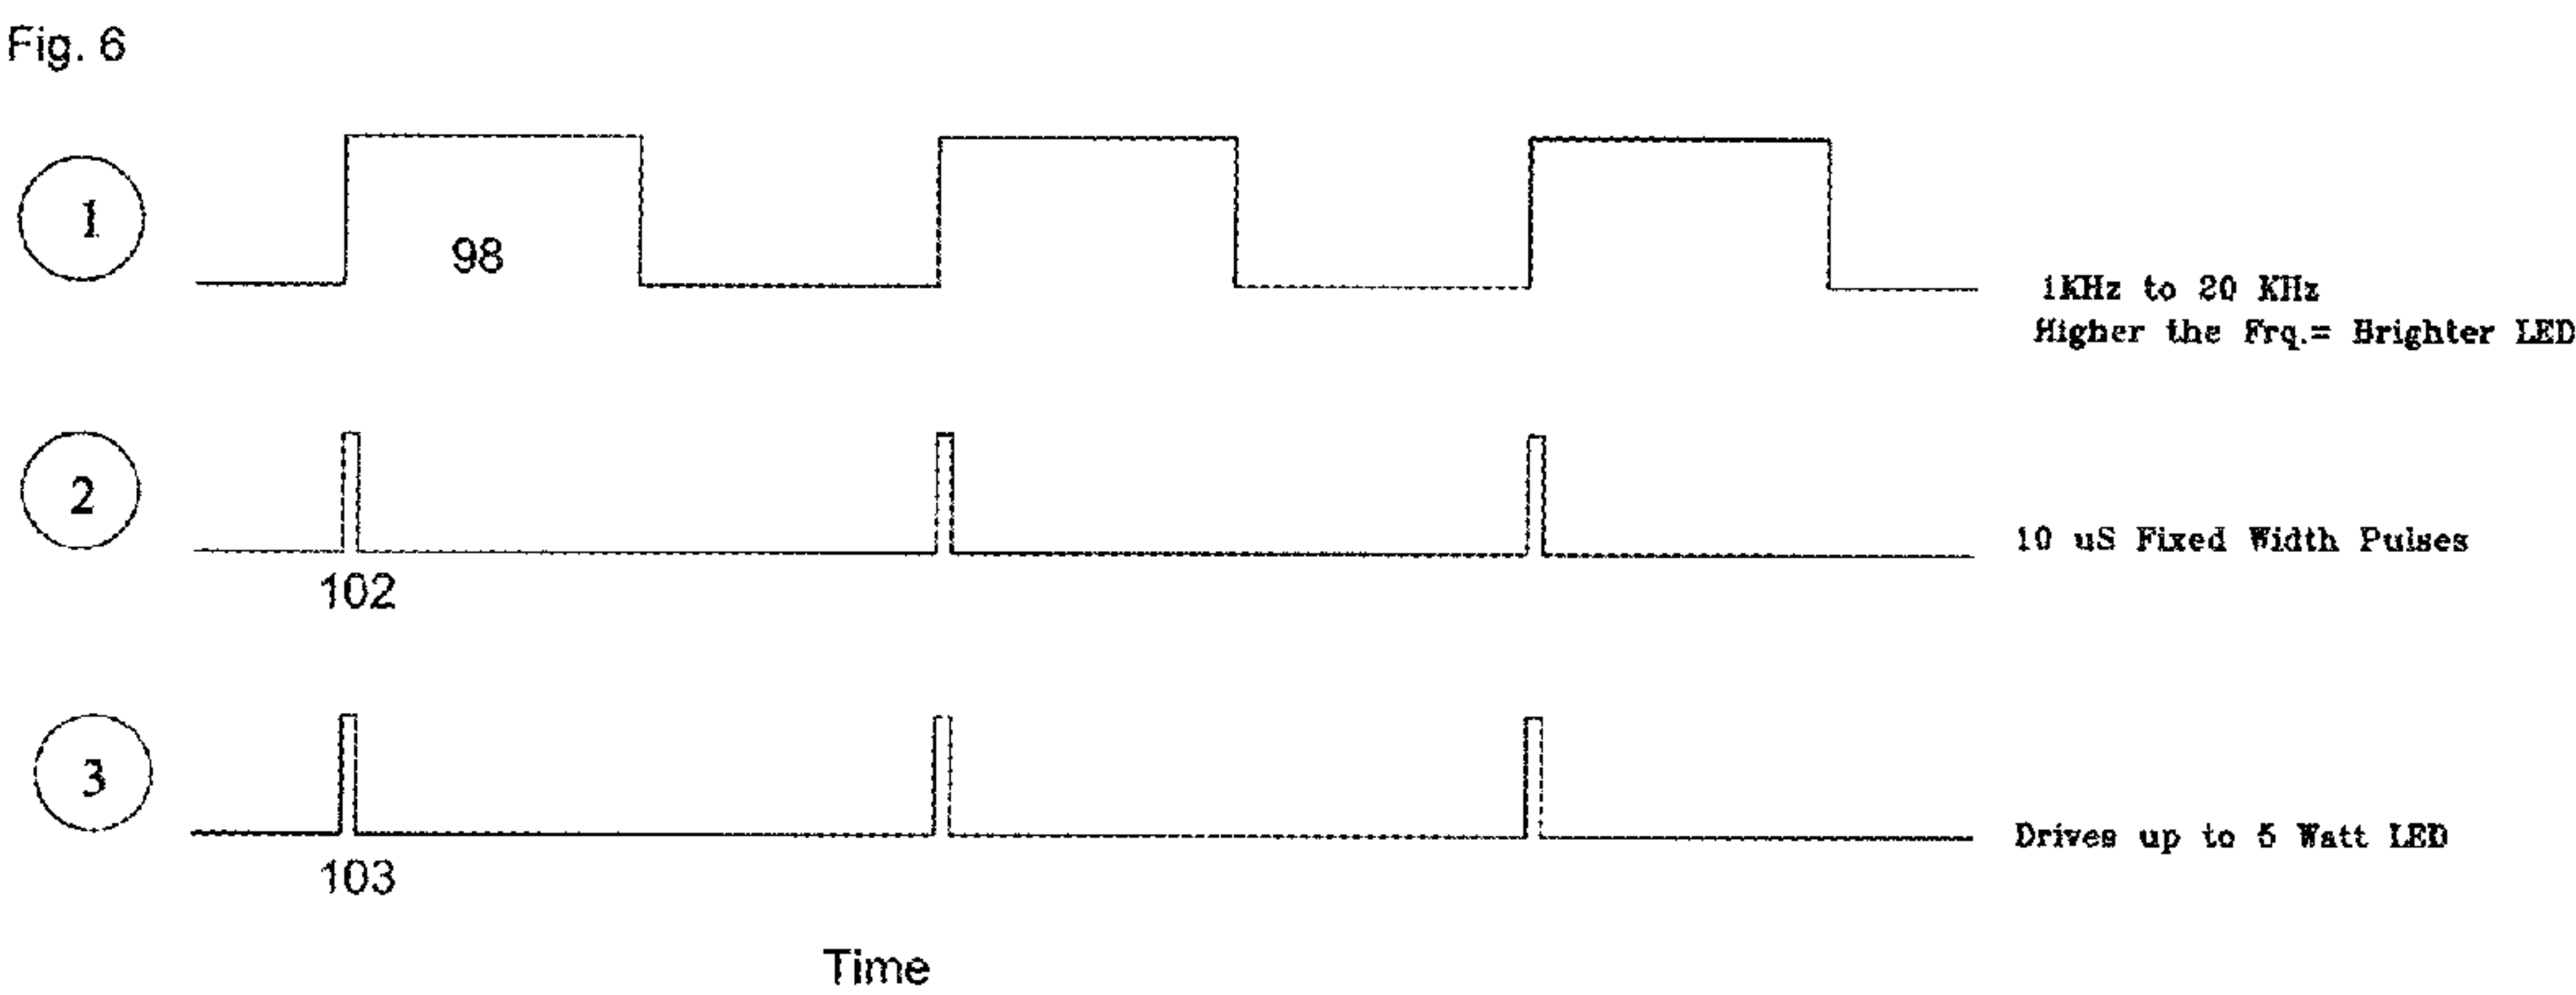 Fig. 6
1
98
1KHz to 20 KHz
Higher the Frq.= Brighter LED
2
10 uS Fixed Width Pulses
102
3
Drives up to 5 Watt LED
103
Time